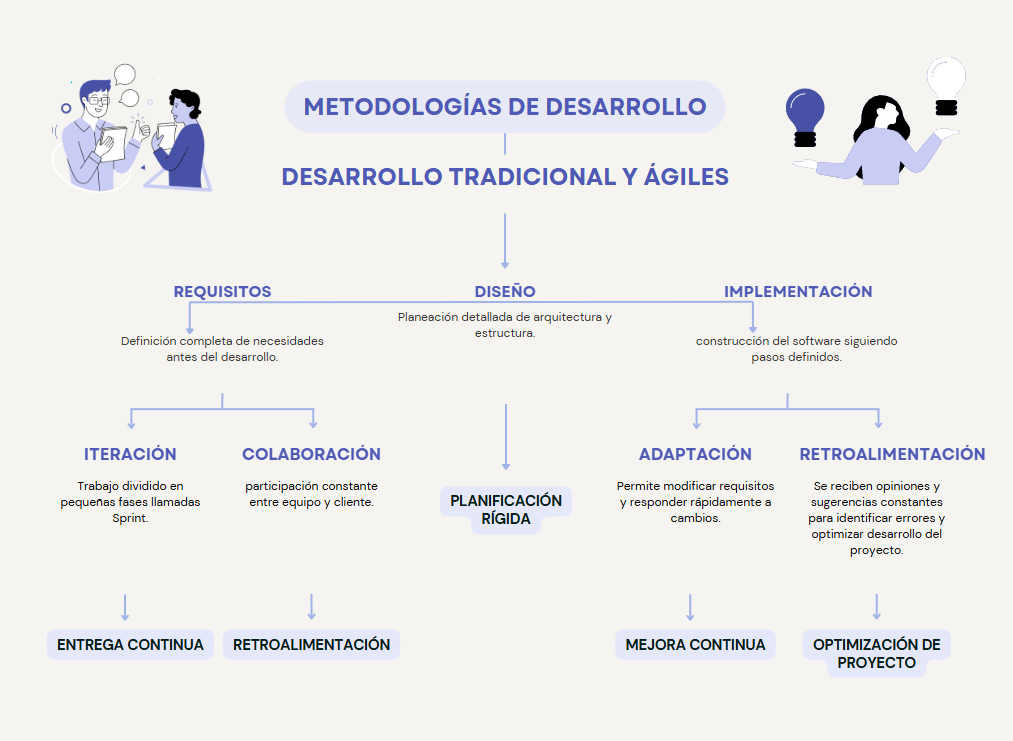 METODOLOGÍAS DE DESARROLLO
DESARROLLO TRADICIONAL Y ÁGILES
REQUISITOS
Definición completa de necesidades
antes del desarrollo.
DISEÑO
Planeación detallada de arquitectura y
estructura.
IMPLEMENTACIÓN
construcción del software siguiendo
pasos definidos.
ITERACIÓN
Trabajo dividido en
pequeñas fases llamadas
Sprint.
COLABORACIÓN
participación constante
entre equipo y cliente.
PLANIFICACIÓN
RÍGIDA
ADAPTACIÓN
Permite modificar requisitos
y responder rápidamente a
cambios.
RETROALIMENTACIÓN
Se reciben opiniones y
sugerencias constantes
para identificar errores y
optimizar desarrollo del
proyecto.
ENTREGA CONTINUA
RETROALIMENTACIÓN
MEJORA CONTINUA
OPTIMIZACIÓN DE
PROYECTO